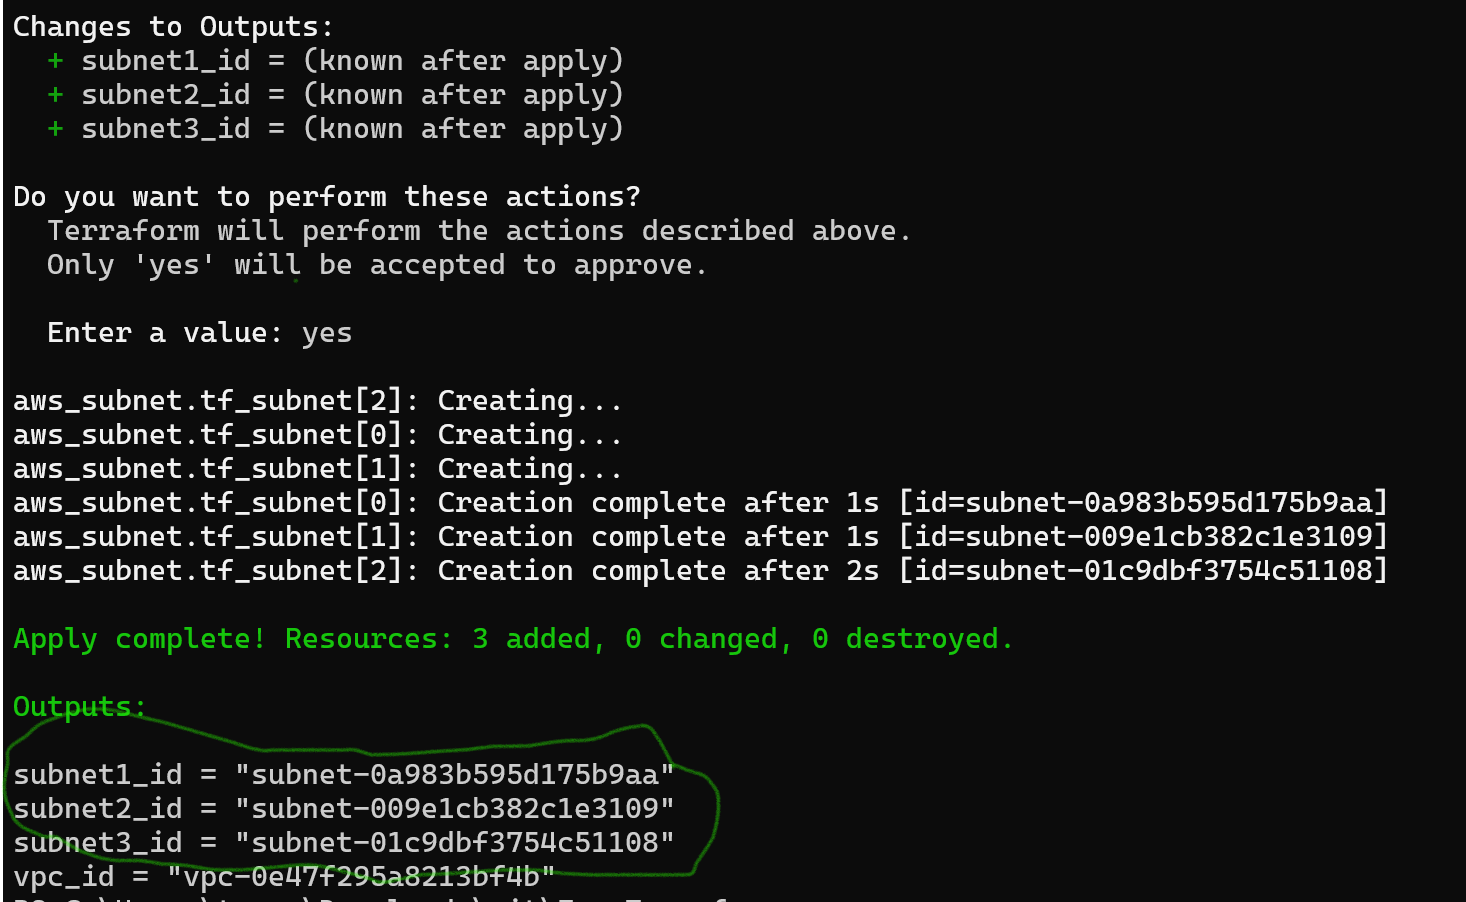 Changes to Outputs:
+ subnet1_id = (known after apply)
+ subnet2_id = (known after apply)
+ subnet3_id = (known after apply)
Do you want to perform these actions?
Terraform will perform the actions described above.
Only 'yes' will be accepted to approve.
Enter a value: yes
aws_subnet.tf_subnet[2]: Creating...
aws_subnet.tf_subnet[0]: Creating...
aws_subnet.tf_subnet[1]: Creating...
aws_subnet.tf_subnet[0]: Creation complete after 1s [id=subnet-0a983b595d175b9aa]
aws_subnet.tf_subnet[1]: Creation complete after 1s [id=subnet-009e1cb382c1e3109]
aws_subnet.tf_subnet[2]: Creation complete after 2s [id=subnet-01c9dbf3754c51108]
Apply complete! Resources: 3 added, 0 changed, 0 destroyed.
Outputs:
subnet1_id = "subnet-0a983b595d175b9aa"
subnet2_id = "subnet-009e1cb382c1e3109"
subnet3_id = "subnet-01c9dbf3754c51108"
vpc_id = "vpc-0e47f295a8213bf4b"